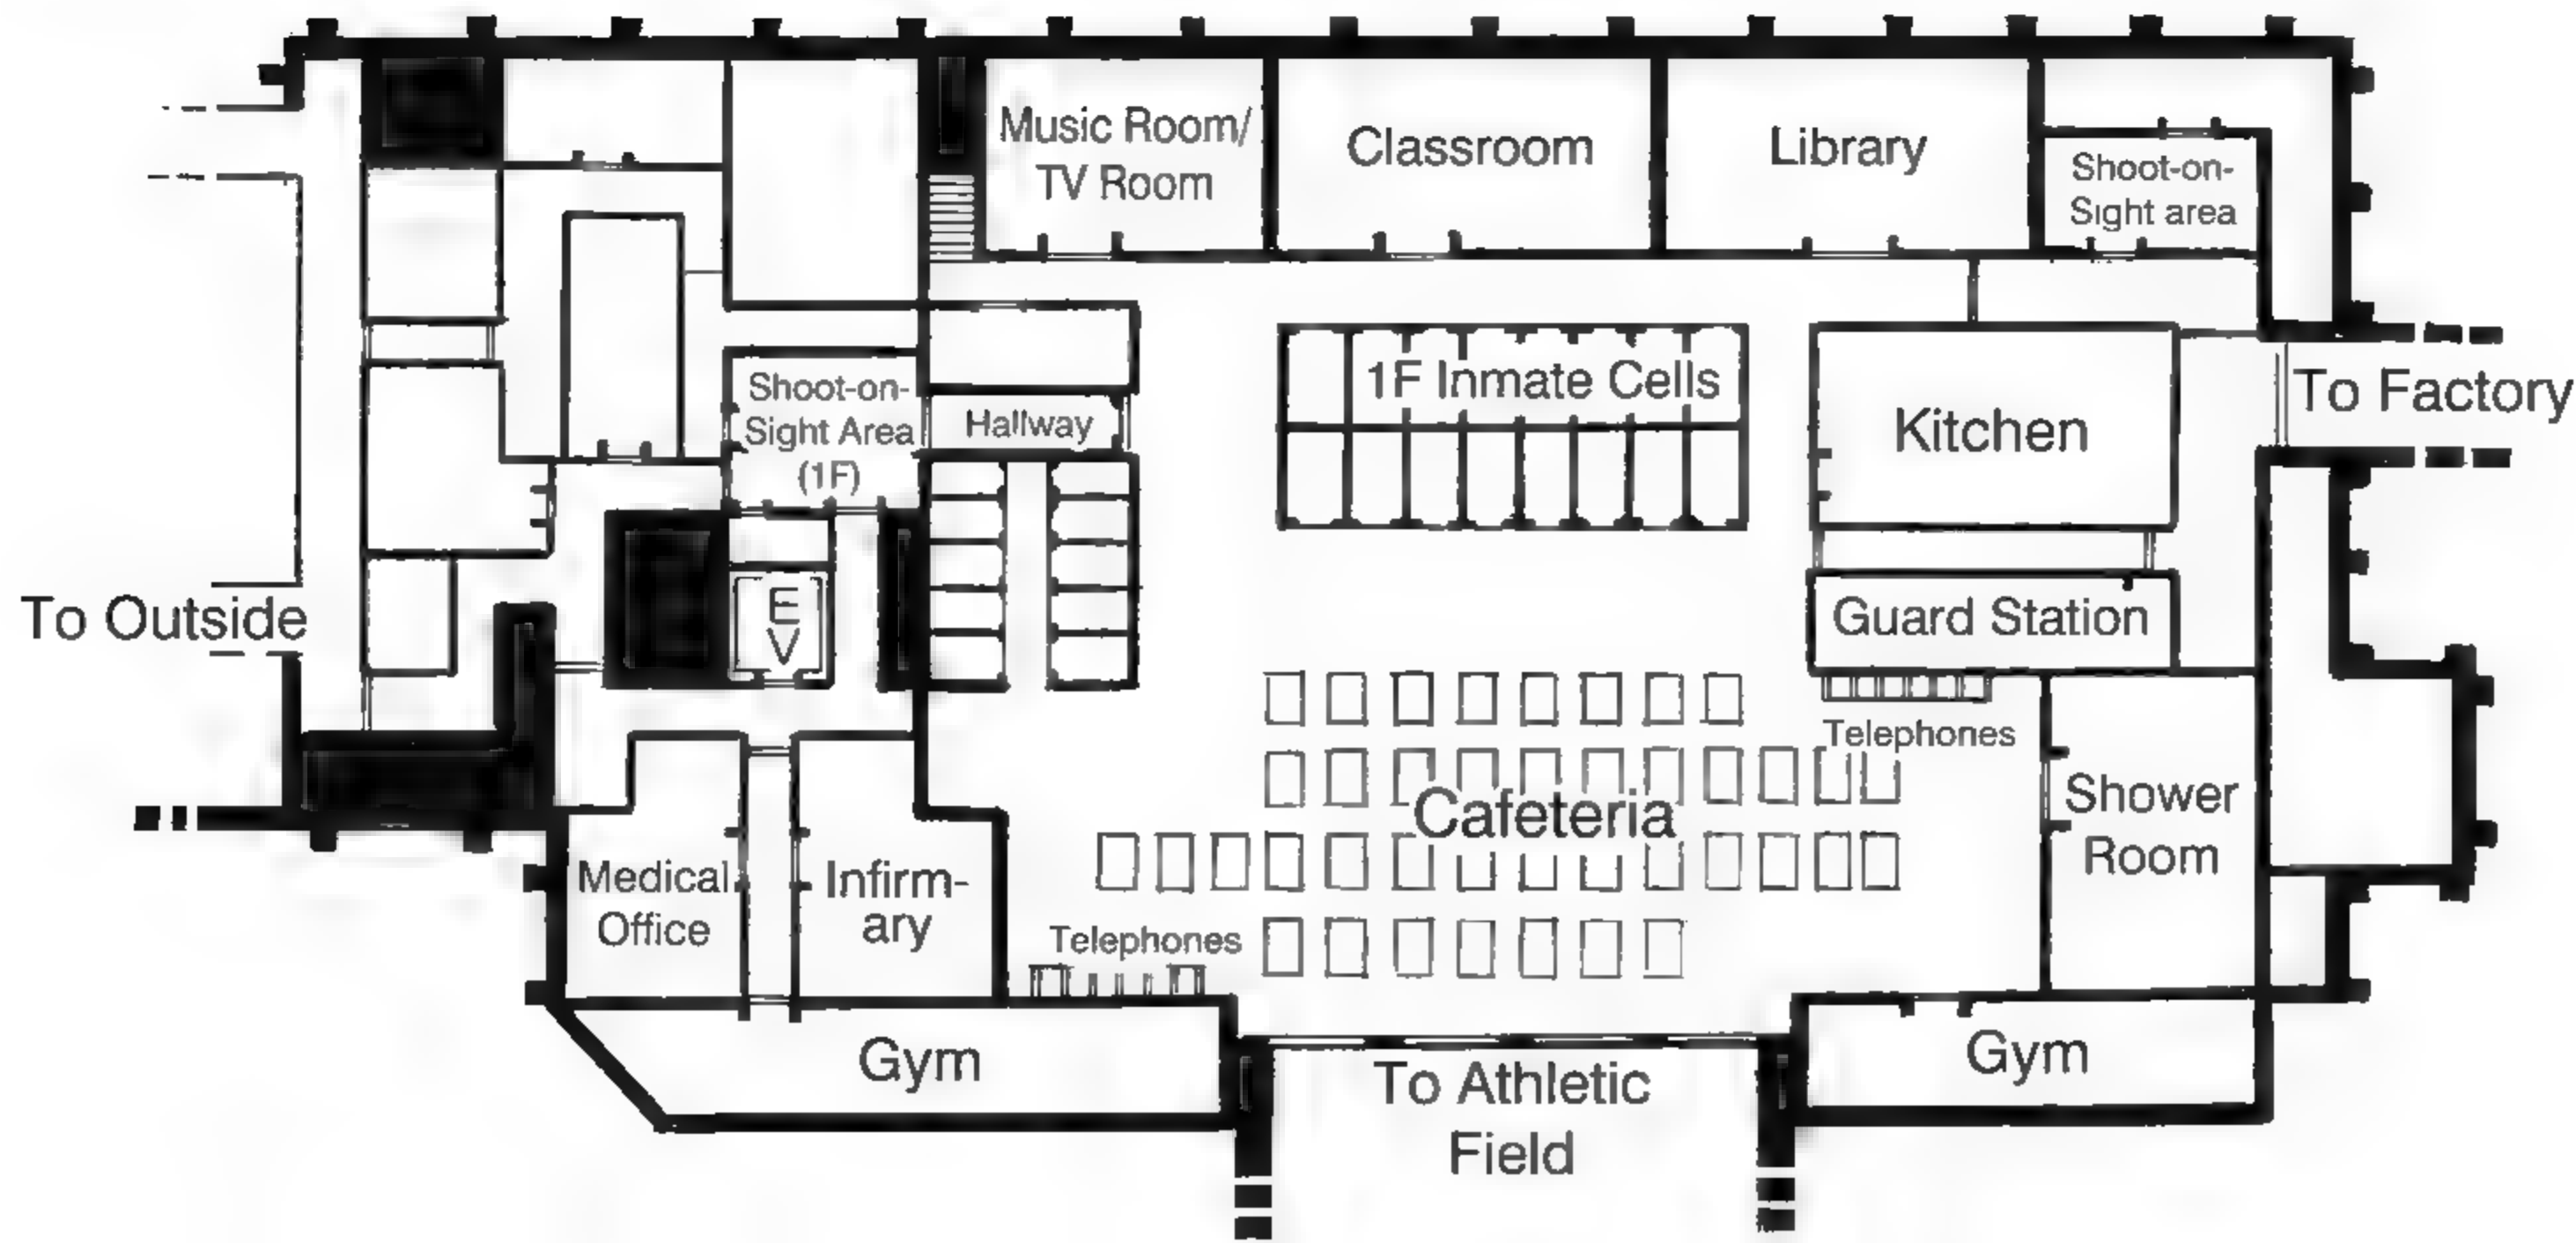 Music Room/
TV Room
Classroom
Library
Shoot-on-
Sight area
Shoot-on-
Sight Area
(1F)
Hallway
1F Inmate Cells
Kitchen
To Factory
E
V
To Outside
Guard Station
Telephones
Cafeteria
Shower
Room
Medical
Office
Infirm-
ary
Telephones
Gym
To Athletic
Field
Gym